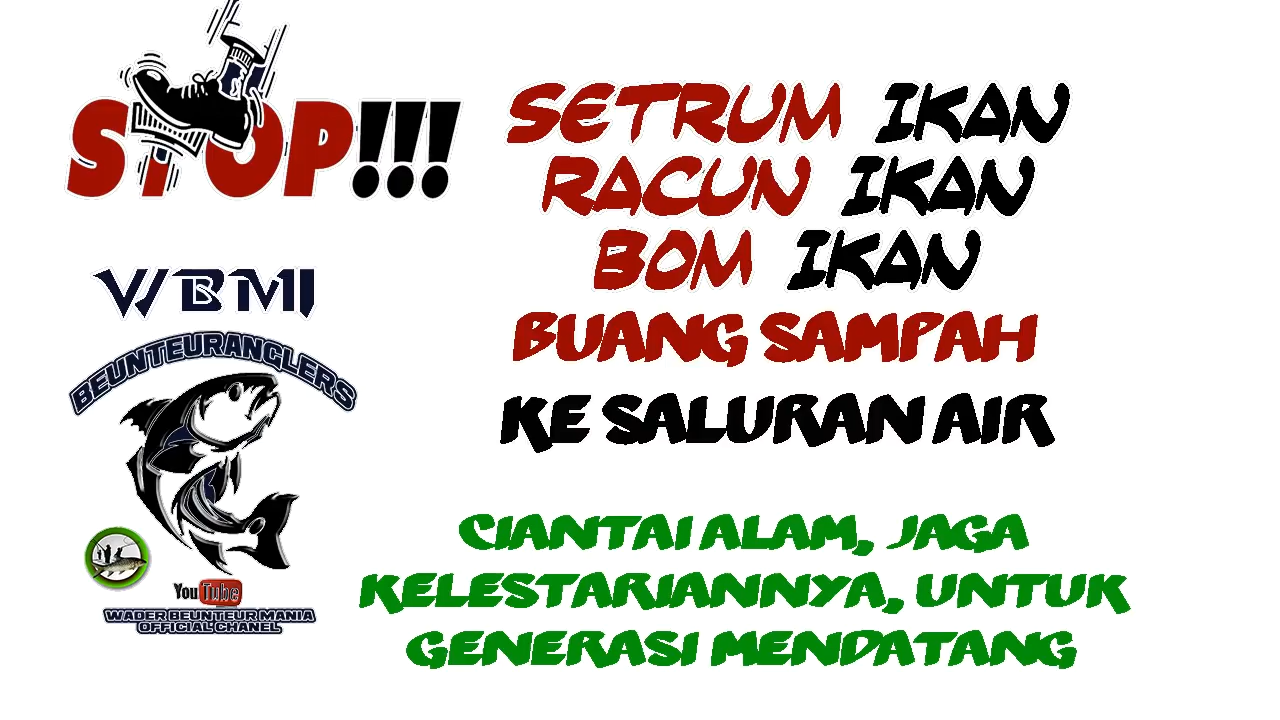 STOP!!!
SETRUM IKAN
RACUN IKAN
BOM IKAN
BUANG SAMPAH
KE SALURAN AIR
WBMI
BEUNTEURANGLERS
YouTube
WADER BEUNTEUR MANIA
OFFICIAL CHANEL
CIANTAI ALAM, JAGA
KELESTARIANNYA, UNTUK
GENERASI MENDATANG